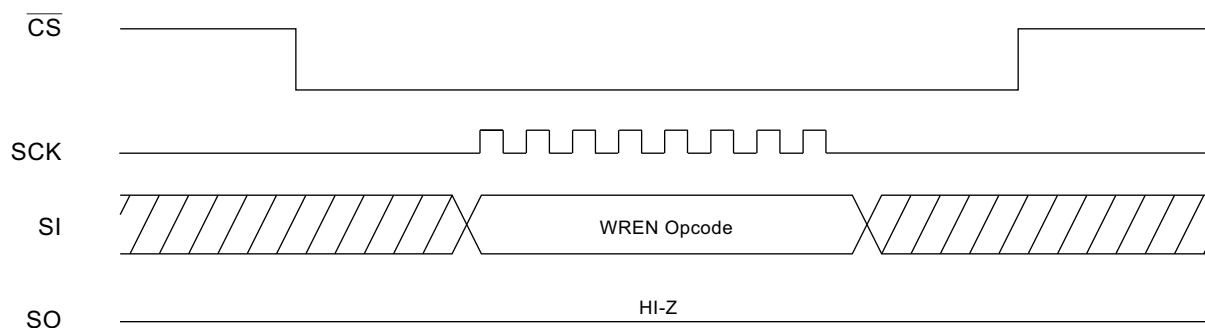 CS
SCK
SI
WREN Opcode
HI-Z
SO